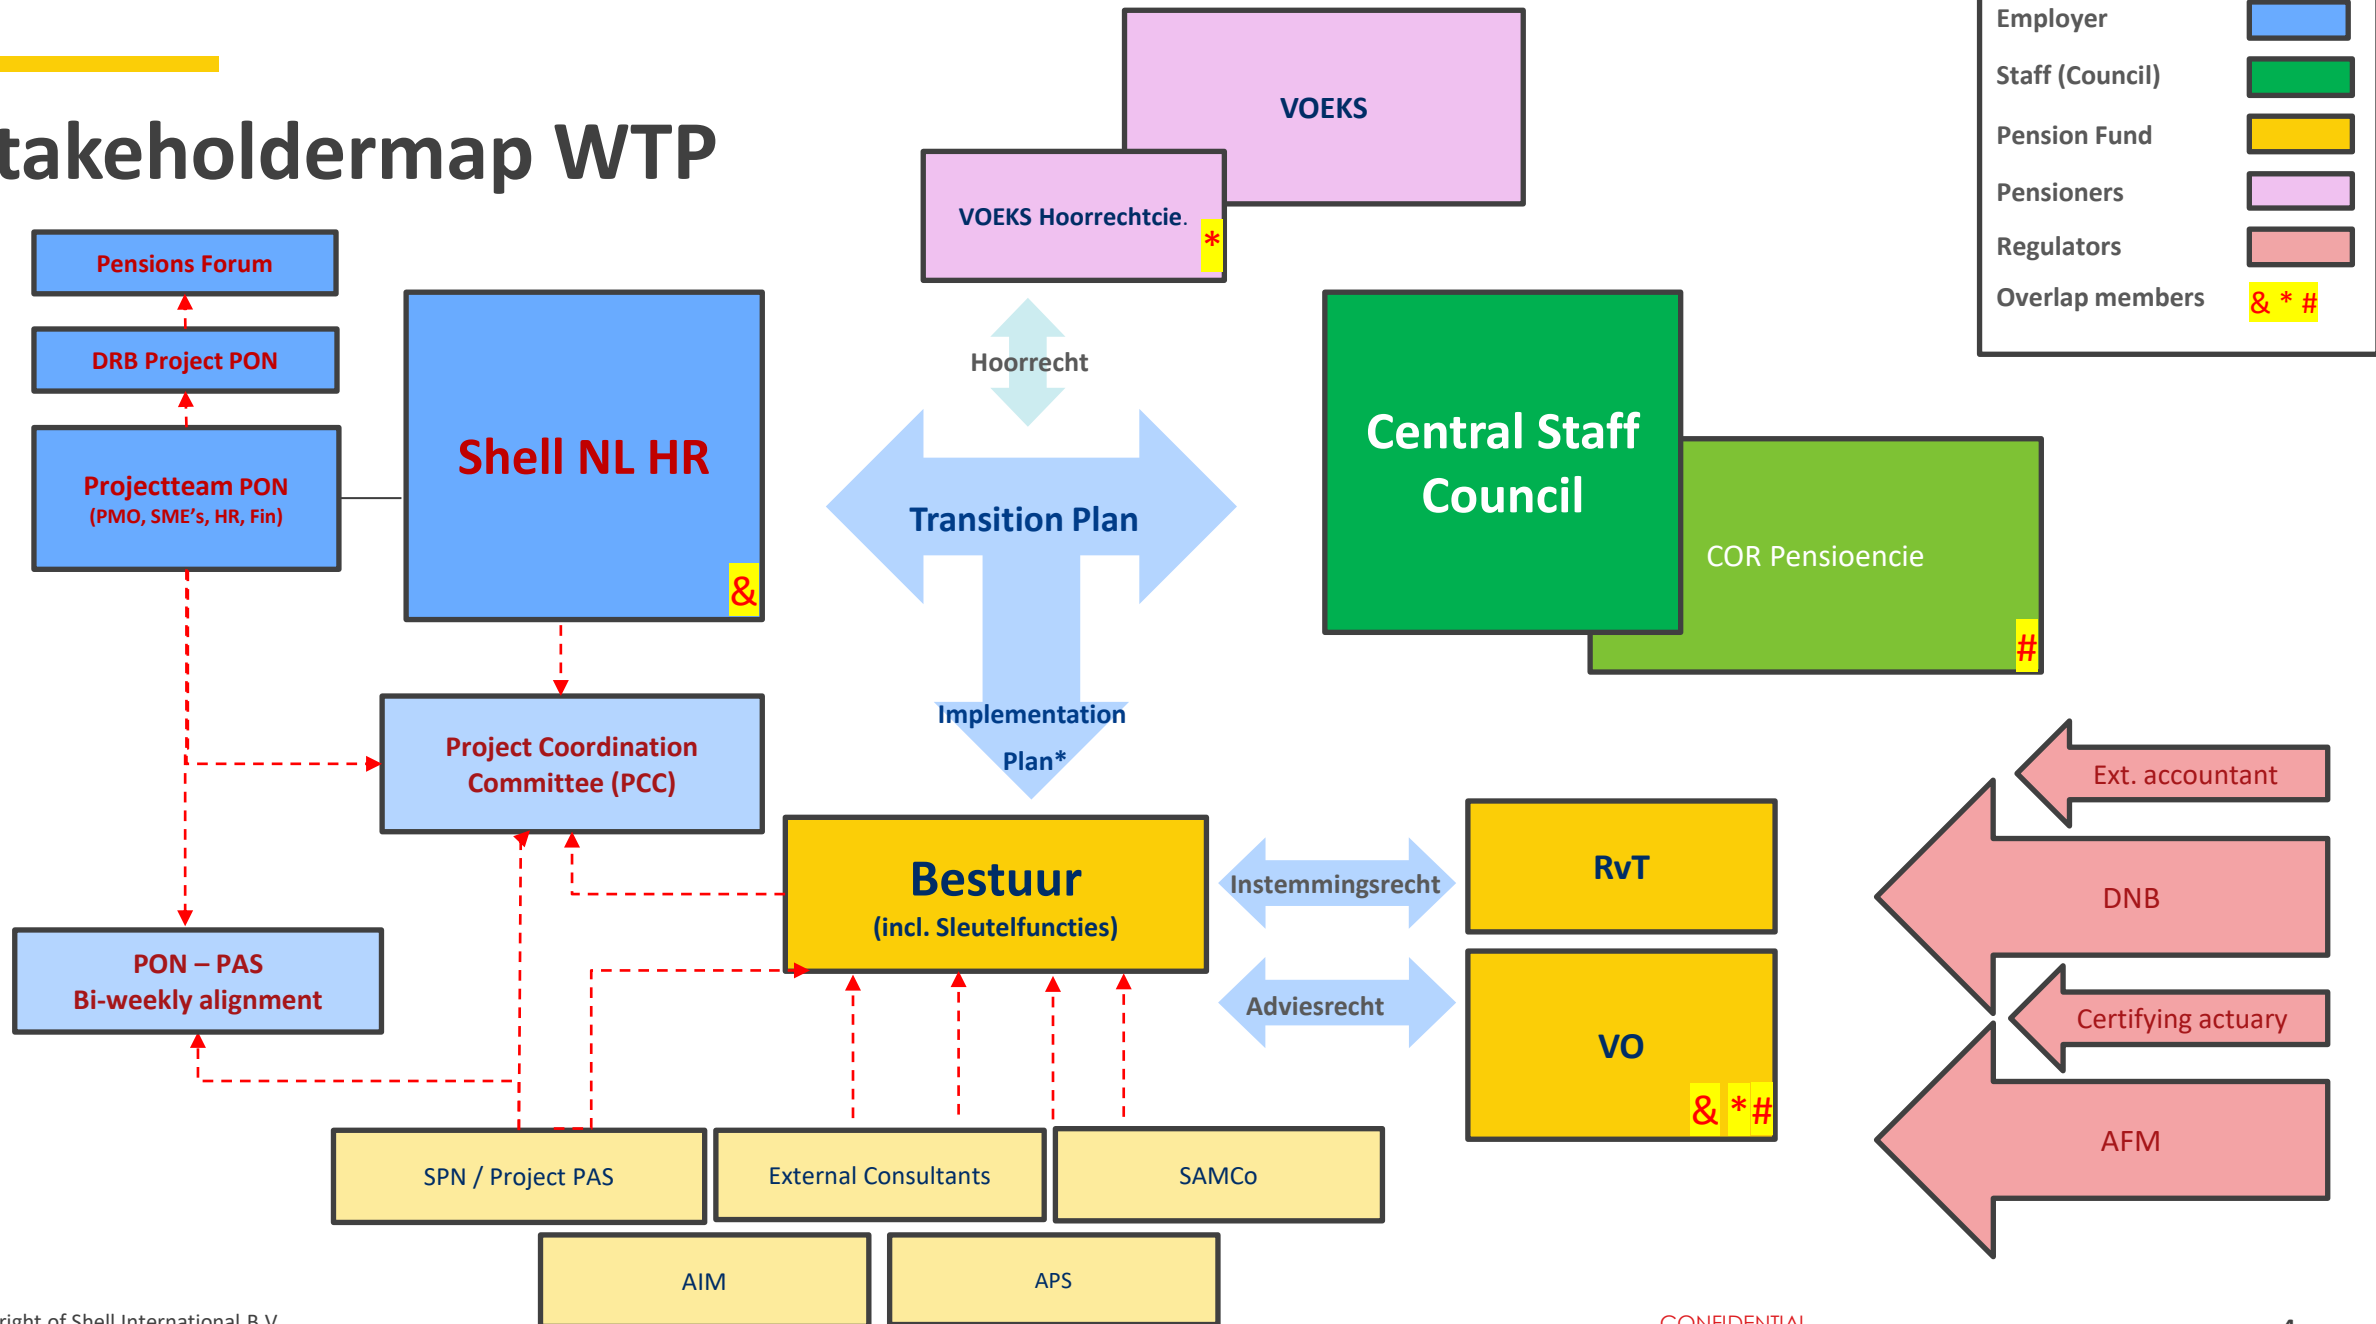 takeholdermap WTP
VOEKS
VOEKS Hoorrechtcie.
*
Employer
Staff (Council)
Pension Fund
Pensioners
Regulators
Overlap members
& * #
Pensions Forum
DRB Project PON
Projectteam PON
(PMO, SME's, HR, Fin)
Shell NL HR
&
Hoorrecht
Transition Plan
Implementation
Plan*
Central Staff
Council
COR Pensioencie
#
Project Coordination
Committee (PCC)
PON – PAS
Bi-weekly alignment
Bestuur
(incl. Sleutelfuncties)
Instemmingsrecht
Adviesrecht
RvT
VO
& * #
Ext. accountant
DNB
Certifying actuary
AFM
SPN / Project PAS
External Consultants
SAMCo
AIM
APS
right of Shell International B.V.
CONFIDENTIAL